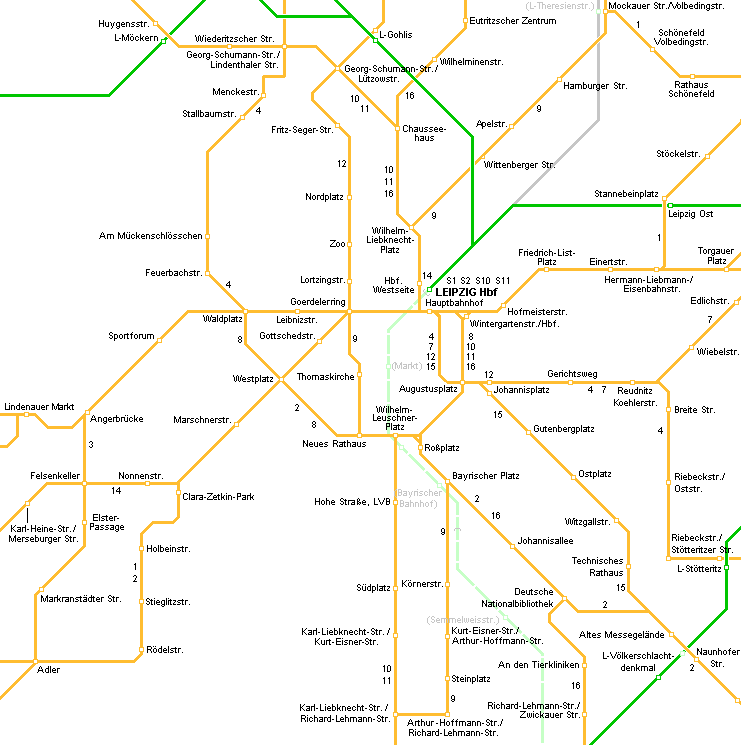 (L-Theresienstr.)
Mockauer Str./Volbedingstr.
Huygensstr.
Eutritzscher Zentrum
1
Schönefeld
Volbedingstr.
L-Möckern
Wiederitzscher Str.
L-Gohlis
Georg-Schumann-Str./
Lindenthaler Str.
Georg-Schumann-Str./
Lützowstr.
Wilhelminenstr.
Hamburger Str.
Rathaus
Schönefeld
Menckestr.
10
11
16
4
9
Stallbaumstr.
Fritz-Seger-Str.
Chaussee-
haus
Apelstr.
Stöckelstr.
12
10
11
16
Wittenberger Str.
Nordplatz
Stannebeinplatz
9
Leipzig Ost
Am Mückenschlösschen
Zoo
Wilhelm-
Liebknecht-
Platz
1
Friedrich-List-
Platz
Einertstr.
Torgauer
Platz
Feuerbachstr.
Lortzingstr.
Hbf.
Westseite
14
S1 S2 S10 S11
LEIPZIG Hbf
Hauptbahnhof
Hermann-Liebmann-/
Eisenbahnstr.
4
Goerdelerring
Hofmeisterstr.
Edlichstr.
Waldplatz
Leibnizstr.
Wintergartenstr./Hbf.
7
Sportforum
8
Gottschedstr.
9
4
7
12
15
8
10
11
16
Wiebelstr.
(Markt)
Westplatz
Thomaskirche
Augustusplatz
12
Johannisplatz
Gerichtsweg
4 7
Reudnitz
Koehlerstr.
Lindenauer Markt
Angerbrücke
Marschnerstr.
2
8
Wilhelm-
Leuschner-
Platz
15
Breite Str.
Gutenbergplatz
4
3
Neues Rathaus
Roßplatz
Felsenkeller
Nonnenstr.
14
Clara-Zetkin-Park
Bayrischer Platz
Ostplatz
Riebeckstr./
Oststr.
(Bayrischer
Bahnhof)
Hohe Straße, LVB
2
16
Karl-Heine-Str./
Merseburger Str.
Elster-
Passage
9
Witzgallstr.
Holbeinstr.
Johannisallee
Riebeckstr./
Stötteritzer Str.
L-Stötteritz
1
2
Technisches
Rathaus
15
Markranstädter Str.
Stieglitzstr.
Südplatz
Körnerstr.
Deutsche
Nationalbibliothek
2
(Semmelweisstr.)
Karl-Liebknecht-Str./
Kurt-Eisner-Str.
Kurt-Eisner-Str./
Arthur-Hoffmann-Str.
Altes Messegelände
Rödelstr.
L-Völkerschlacht-
denkmal
Naunhofer
Str.
2
Adler
10
11
Steinplatz
An den Tierkliniken
16
9
Karl-Liebknecht-Str./
Richard-Lehmann-Str.
Arthur-Hoffmann-Str./
Richard-Lehmann-Str.
Richard-Lehmann-Str./
Zwickauer Str.